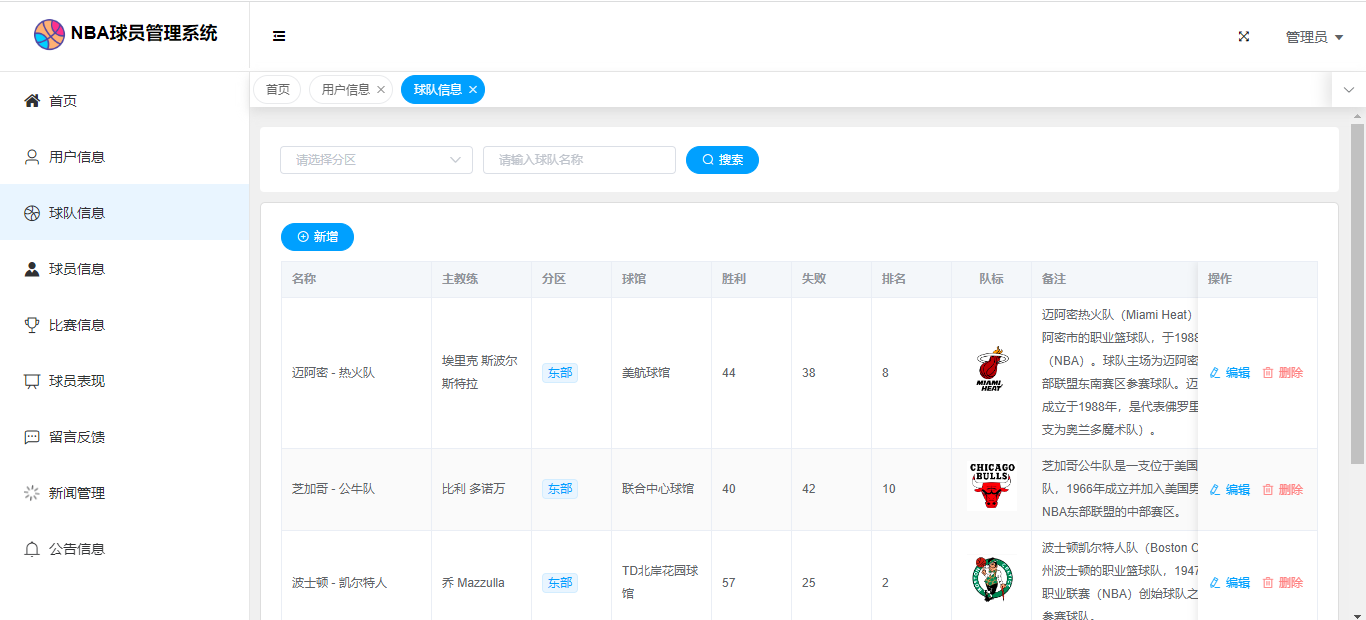 NBA球员管理系统
管理员
首页
用户信息
球队信息
球员信息
比赛信息
球员表现
留言反馈
新闻管理
公告信息
首页
用户信息
球队信息
请选择分区
请输入球队名称
搜索
新增
名称 主教练 分区 球馆 胜利 失败 排名 队标 备注 操作
迈阿密 - 热火队
埃里克 斯波尔
斯特拉
东部
美航球馆
44
38
8
MIAMI
HEAT
迈阿密热火队（Miami Heat）
阿密市的职业篮球队，于1988
（NBA）。球队主场为迈阿密
部联盟东南赛区参赛球队。迈
成立于1988年，是代表佛罗里
支为奥兰多魔术队）。
编辑 删除
芝加哥 - 公牛队
比利 多诺万
东部
联合中心球馆
40
42
10
CHICAGO
BULLS
芝加哥公牛队是一支位于美国
队，1966年成立并加入美国男
NBA东部联盟的中部赛区。
编辑 删除
波士顿 - 凯尔特人
乔 Mazzulla
东部
TD北岸花园球
馆
57
25
2
波士顿凯尔特人队（Boston C
州波士顿的职业篮球队，1947
职业联赛（NBA）创始球队之
参赛球队。
编辑 删除